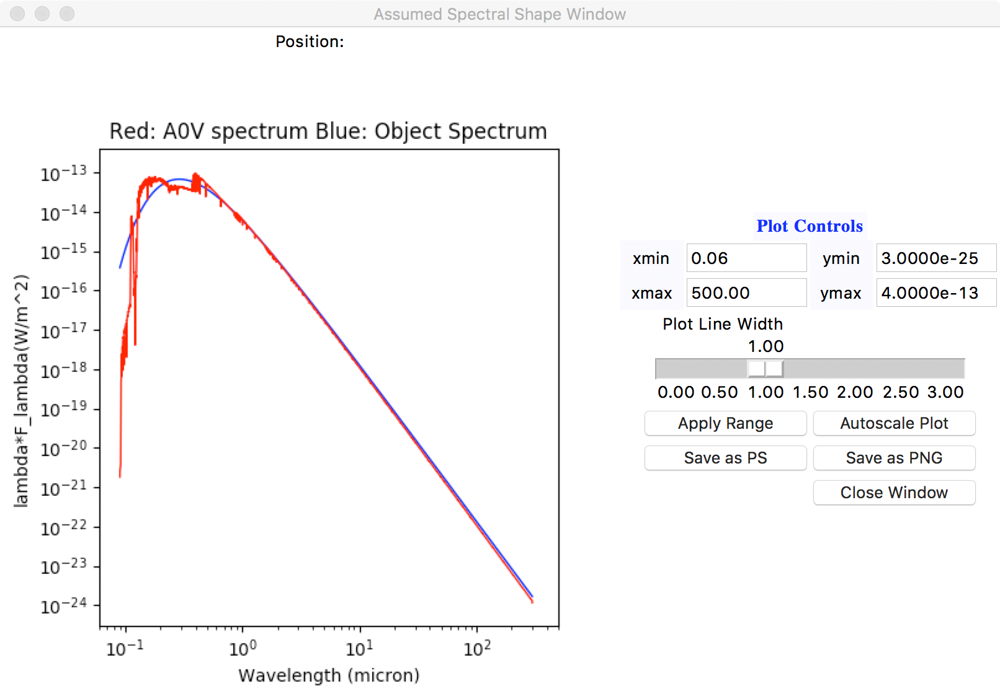 Assumed Spectral Shape Window
Position:
Red: A0V spectrum Blue: Object Spectrum
10^−13
10^−14
10^−15
10^−16
10^−17
10^−18
10^−19
10^−20
10^−21
10^−22
10^−23
10^−24
lambda*F_lambda(W/m^2)
10^−1 10^0 10^1 10^2
Wavelength (micron)
Plot Controls
xmin 0.06 ymin 3.0000e-25
xmax 500.00 ymax 4.0000e-13
Plot Line Width
1.00
0.00 0.50 1.00 1.50 2.00 2.50 3.00
Apply Range Autoscale Plot
Save as PS Save as PNG
Close Window